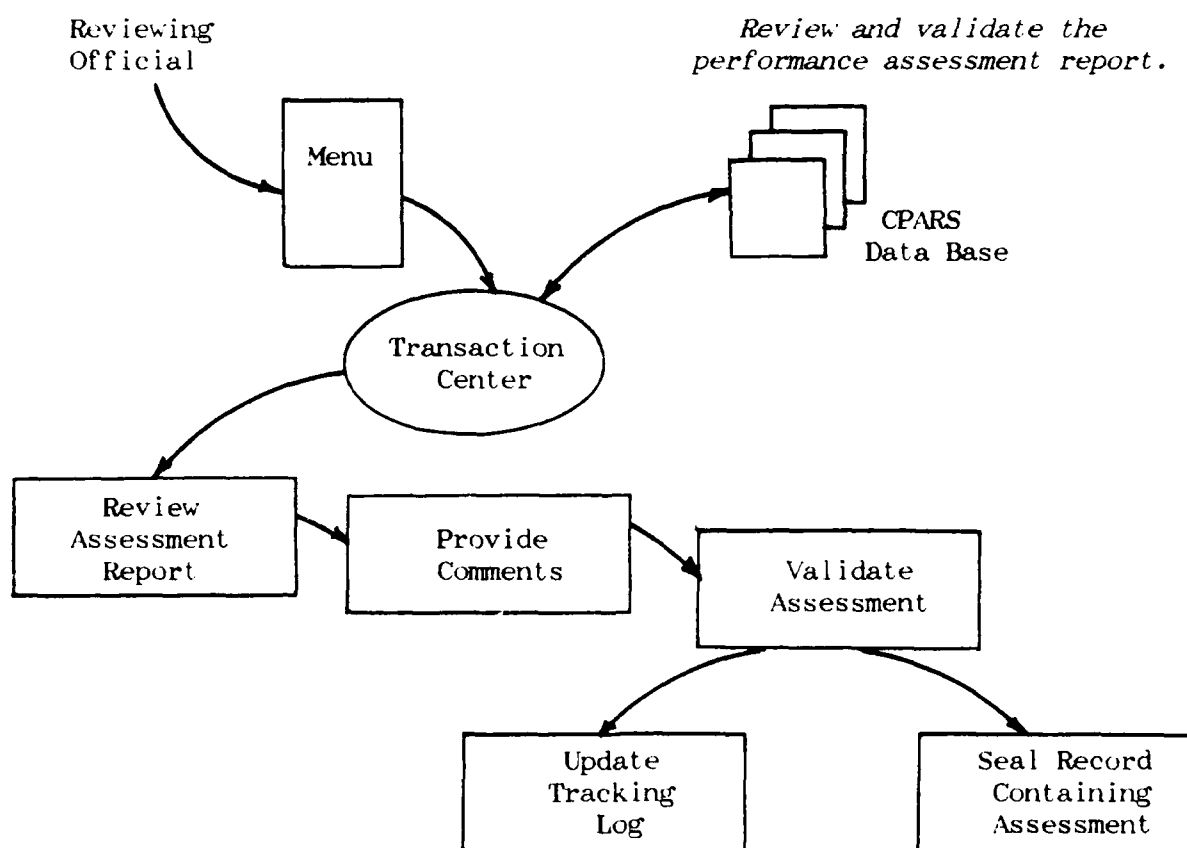 Reviewing
Official
Review and validate the
performance assessment report.
Menu
CPARS
Data Base
Transaction
Center
Review
Assessment
Report
Provide
Comments
Validate
Assessment
Update
Tracking
Log
Seal Record
Containing
Assessment